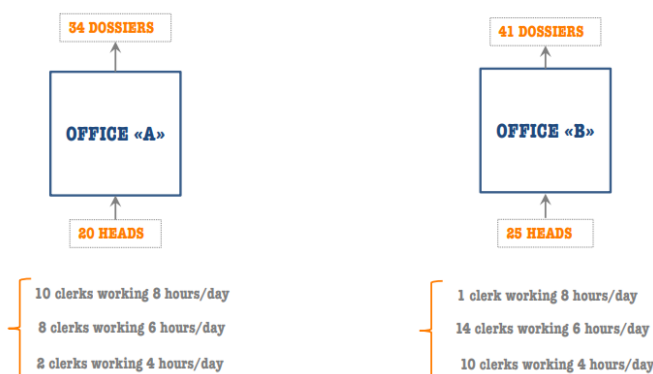 34 DOSSIERS
OFFICE «A»
20 HEADS
10 clerks working 8 hours/day
8 clerks working 6 hours/day
2 clerks working 4 hours/day
41 DOSSIERS
OFFICE «B»
25 HEADS
1 clerk working 8 hours/day
14 clerks working 6 hours/day
10 clerks working 4 hours/day